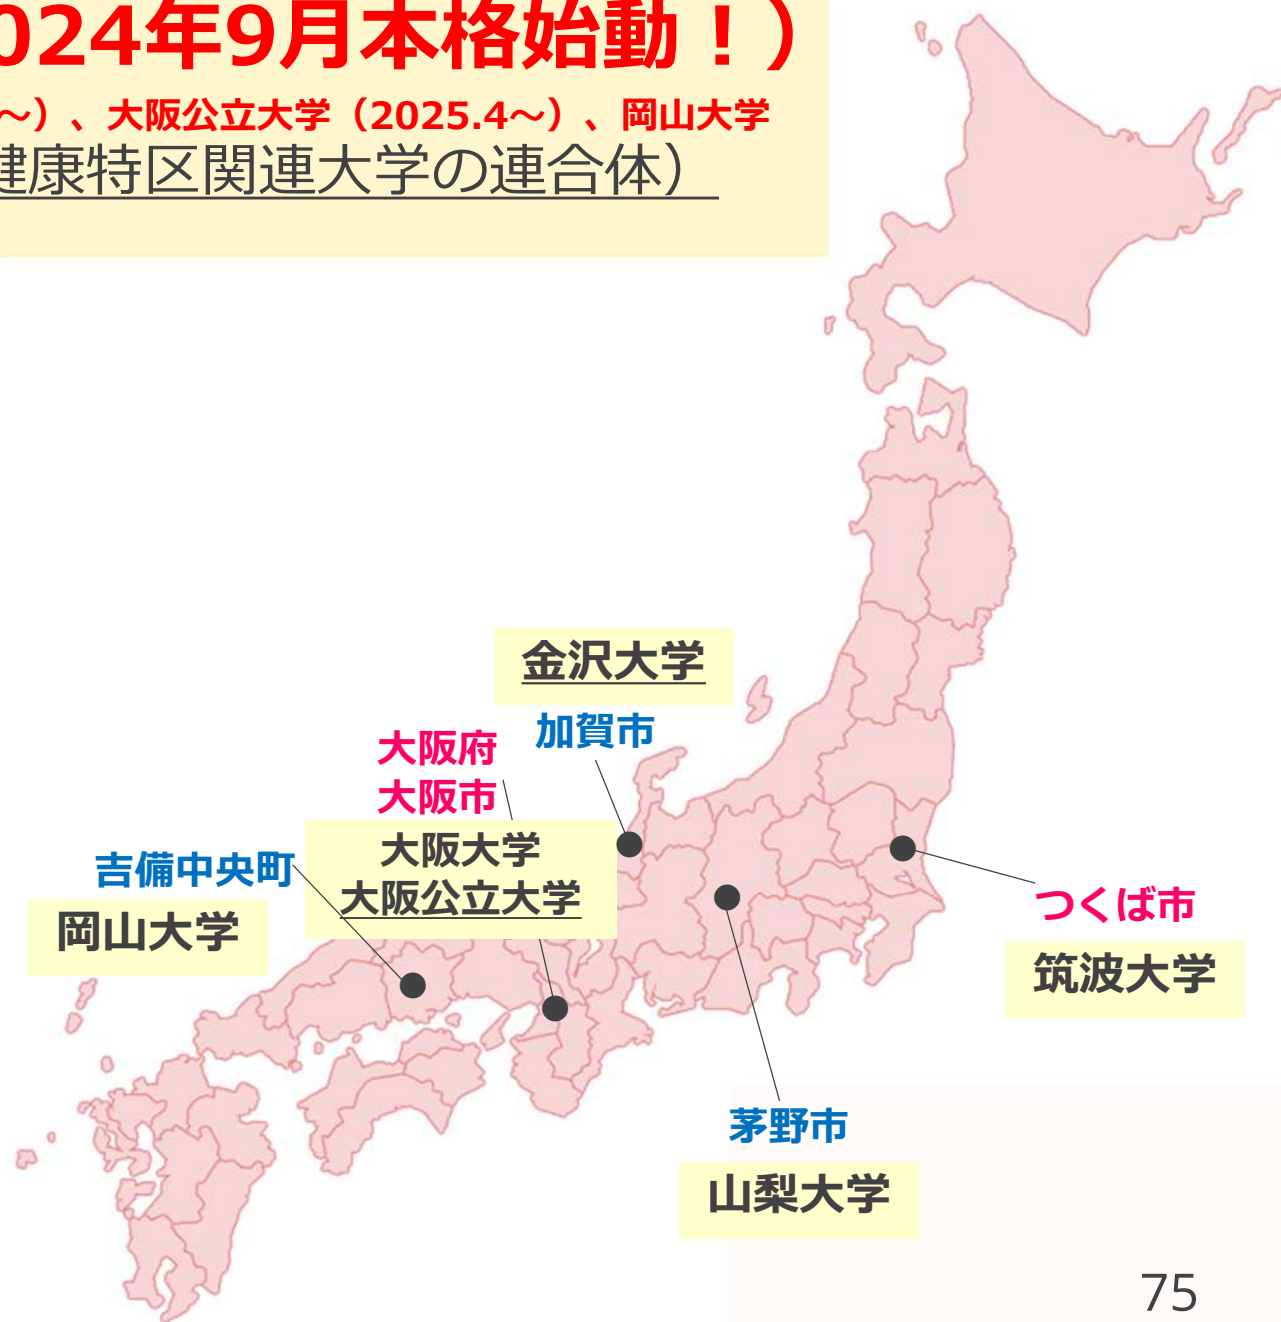 024年9月本格始動！）
～）、大阪公立大学（2025.4～）、岡山大学
健康特区関連大学の連合体）
金沢大学
加賀市
大阪府
大阪市
大阪大学
大阪公立大学
吉備中央町
岡山大学
つくば市
筑波大学
茅野市
山梨大学
75